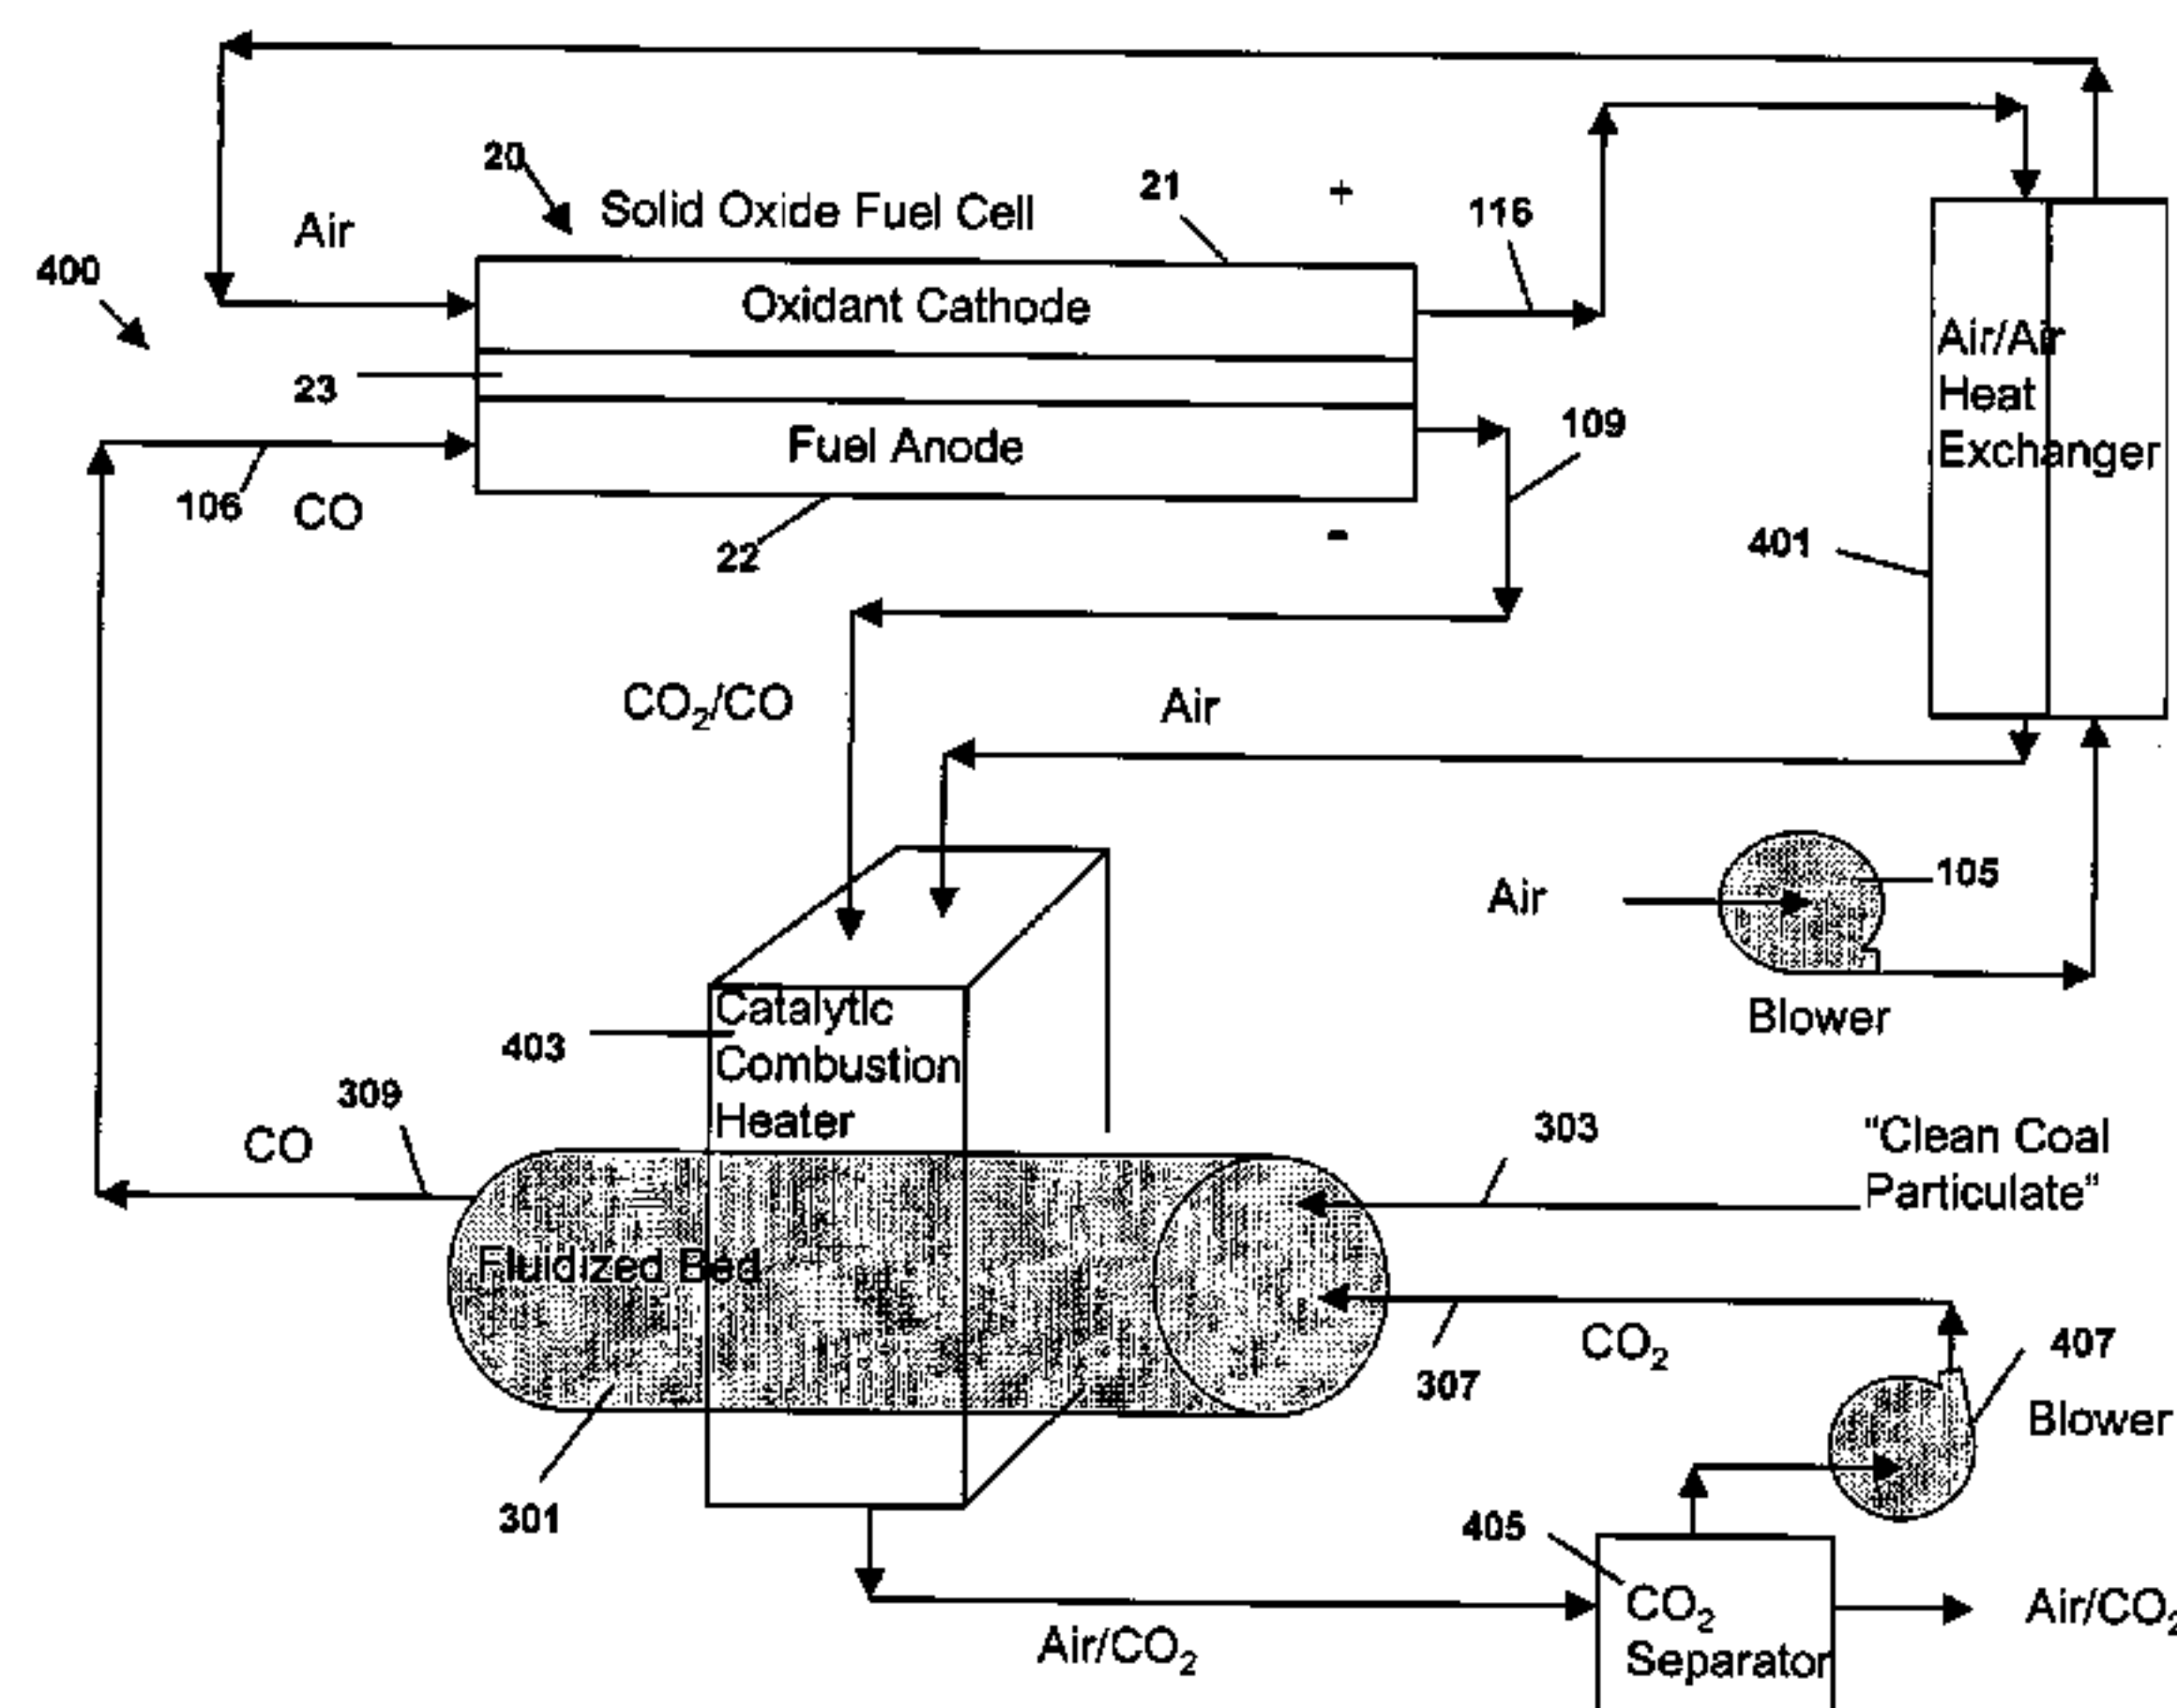 20
Solid Oxide Fuel Cell
21
+
116
Air
400
Oxidant Cathode
Air/Air
Heat
Exchanger
23
Fuel Anode
109
106
CO
22
-
401
CO₂/CO
Air
Air
105
Blower
Catalytic
Combustion
Heater
403
309
CO
303
"Clean Coal
Particulate"
Fluidized Bed
CO₂
307
407
Blower
301
405
CO₂
Separator
Air/CO₂
Air/CO₂